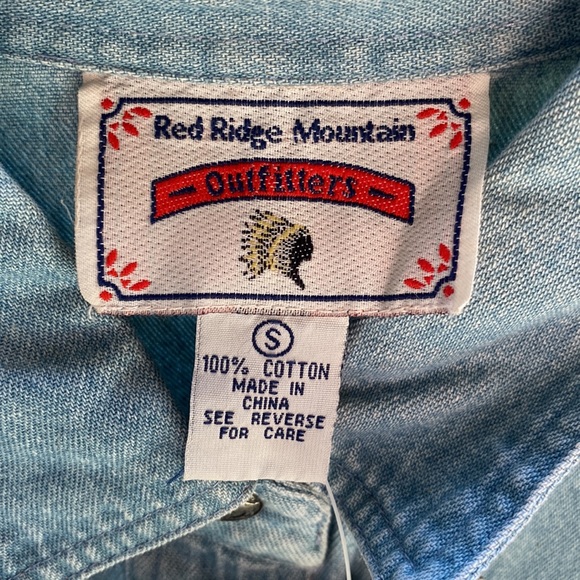 Red Ridge Mountain
Outfitters
S
100% COTTON
MADE IN
CHINA
SEE REVERSE
FOR CARE